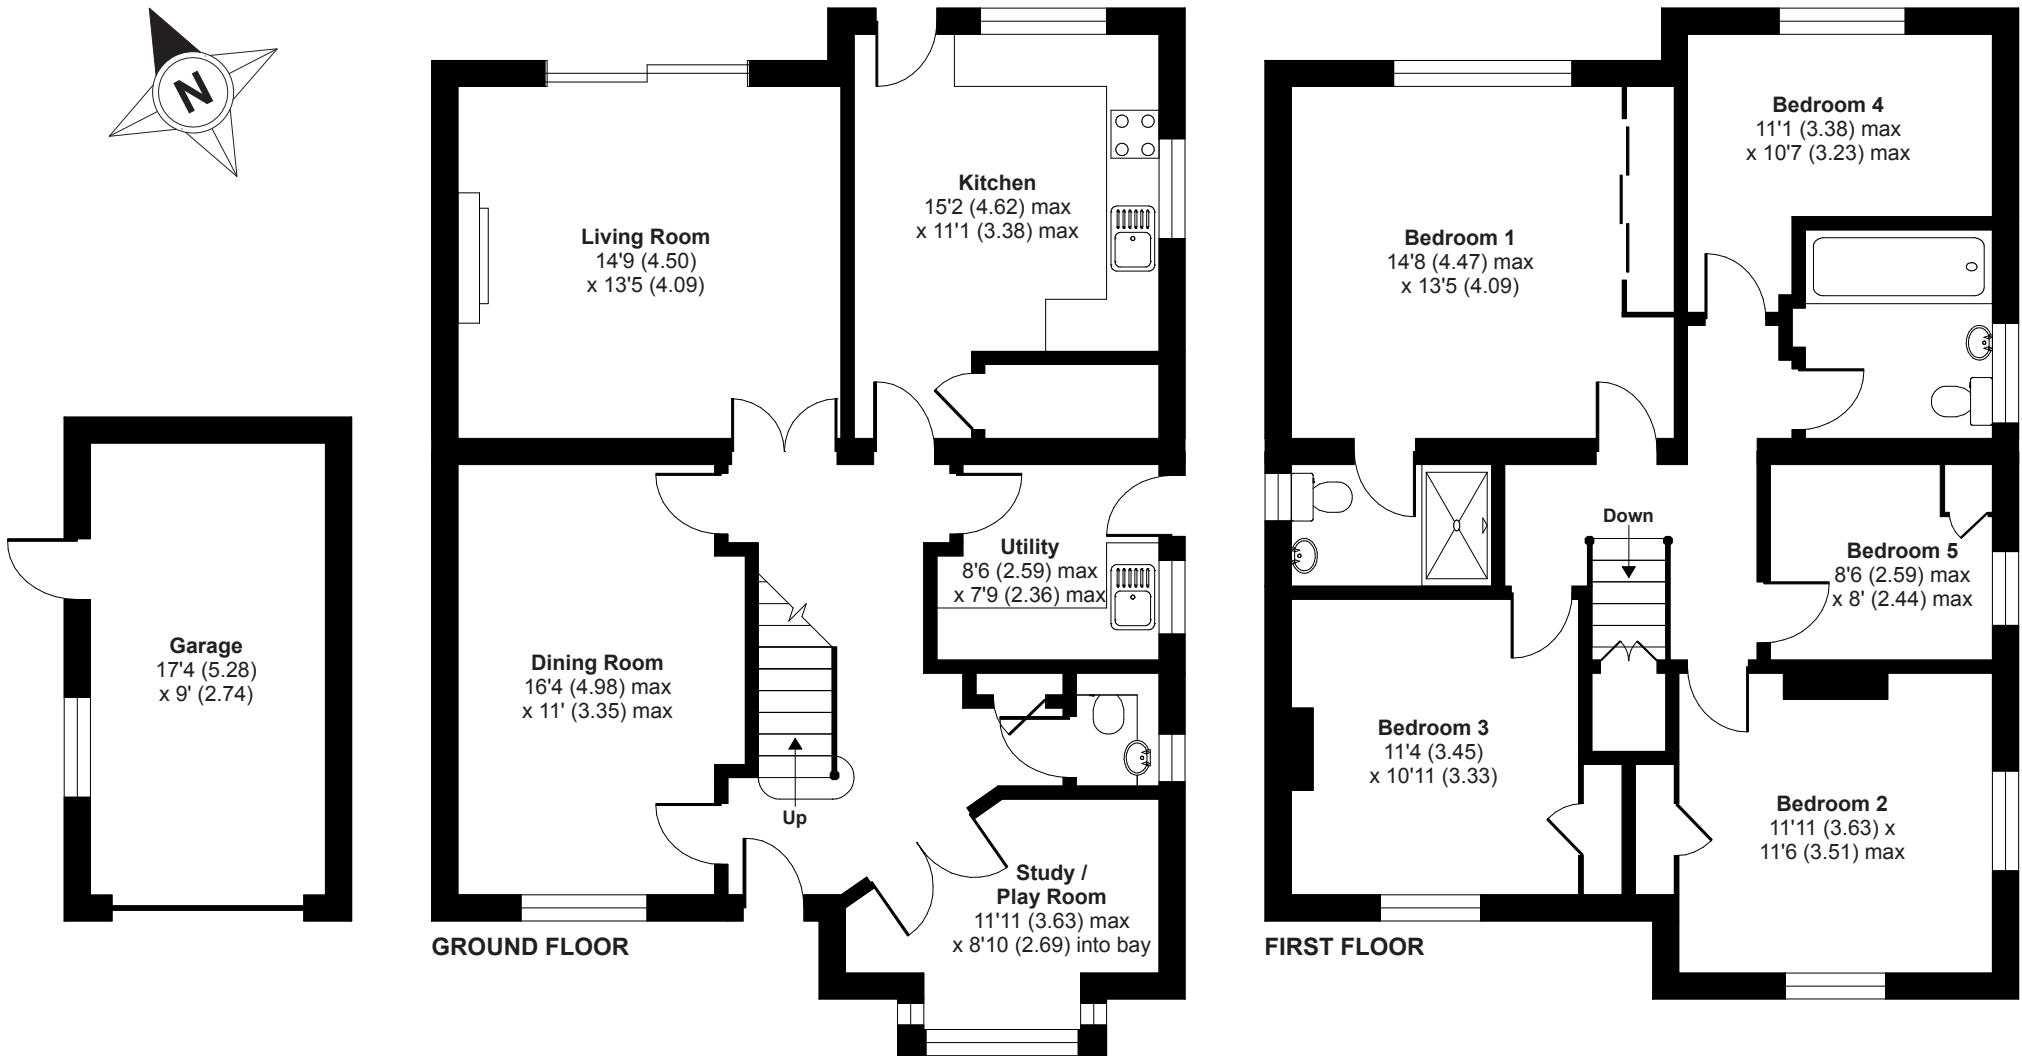 N
Living Room
14'9 (4.50)
x 13'5 (4.09)
Kitchen
15'2 (4.62) max
x 11'1 (3.38) max
Utility
8'6 (2.59) max
x 7'9 (2.36) max
Dining Room
16'4 (4.98) max
x 11' (3.35) max
Up
Study /
Play Room
11'11 (3.63) max
x 8'10 (2.69) into bay
Garage
17'4 (5.28)
x 9' (2.74)
GROUND FLOOR
Bedroom 1
14'8 (4.47) max
x 13'5 (4.09)
Bedroom 4
11'1 (3.38) max
x 10'7 (3.23) max
Down
Bedroom 5
8'6 (2.59) max
x 8' (2.44) max
Bedroom 3
11'4 (3.45)
x 10'11 (3.33)
Bedroom 2
11'11 (3.63) x
11'6 (3.51) max
FIRST FLOOR